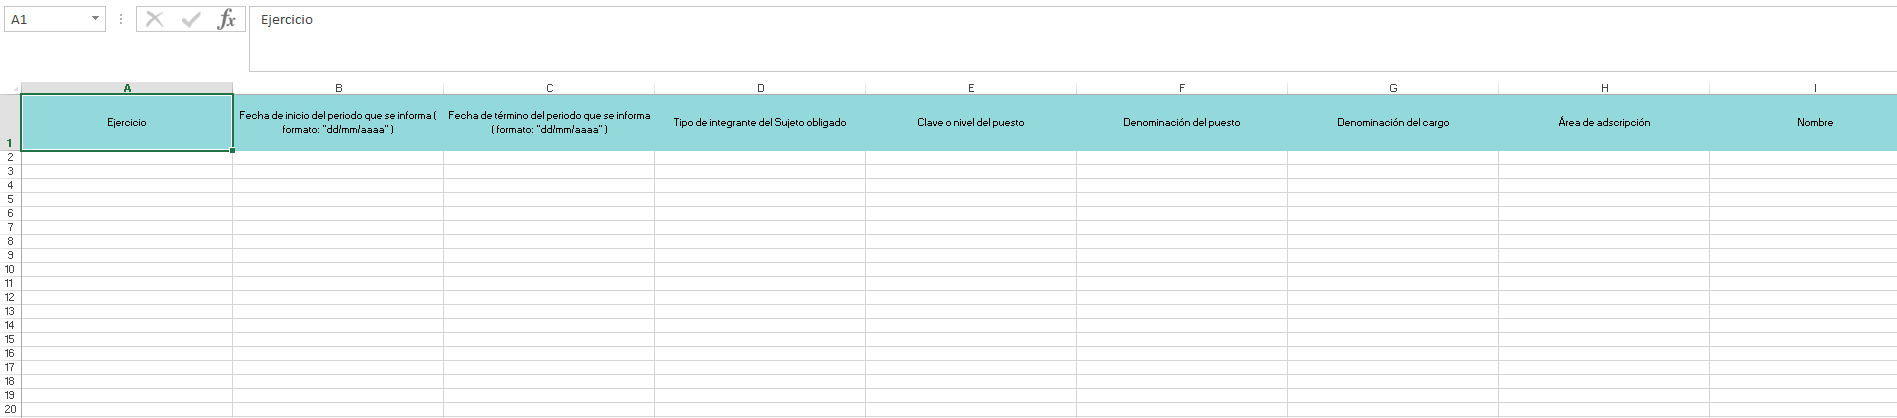 A1
fx
Ejercicio
A B C D E F G H I
1
Ejercicio
Fecha de inicio del periodo que se informa (
formato: "dd/mm/aaaa" )
Fecha de término del periodo que se informa
( formato: "dd/mm/aaaa" )
Tipo de integrante del Sujeto obligado
Clave o nivel del puesto
Denominación del puesto
Denominación del cargo
Área de adscripción
Nombre
2
3
4
5
6
7
8
9
10
11
12
13
14
15
16
17
18
19
20